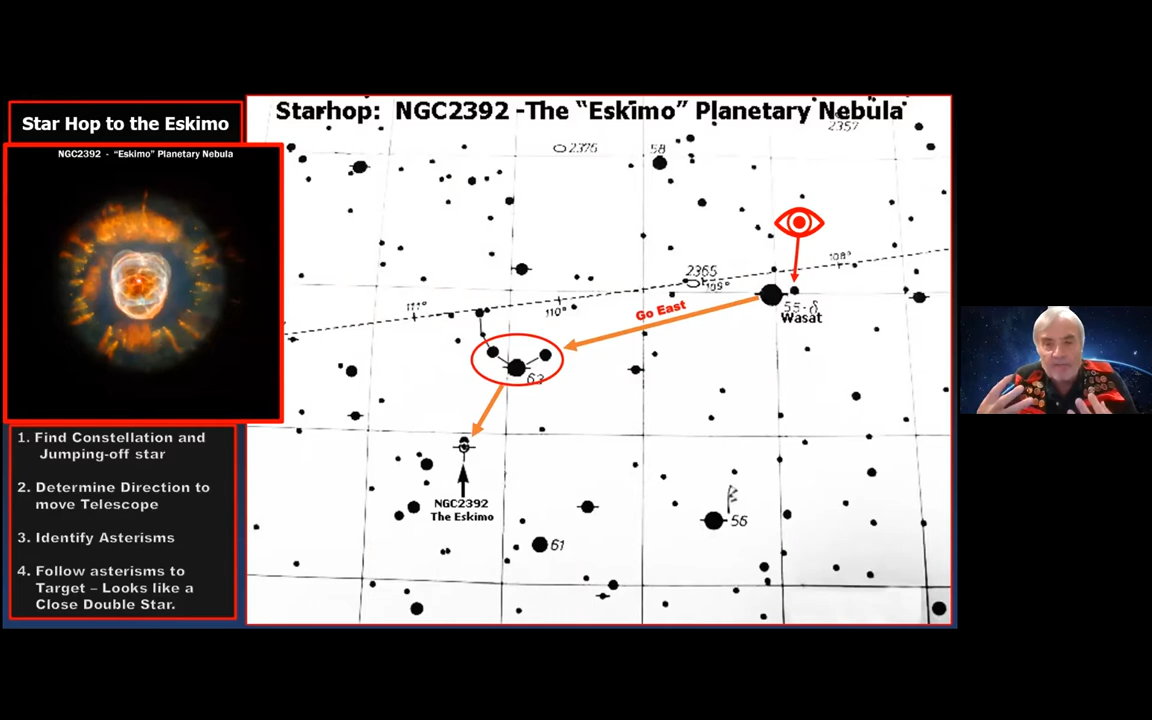 Starhop: NGC2392 -The “Eskimo” Planetary Nebula
Star Hop to the Eskimo
NGC2392 - “Eskimo” Planetary Nebula
1. Find Constellation and
Jumping-off star
2. Determine Direction to
move Telescope
3. Identify Asterisms
4. Follow asterisms to
Target – Looks like a
Close Double Star.
2357
2375
58
108°
2365
109°
55-δ
Wasat
111°
110°
Go East
63
NGC2392
The Eskimo
β
56
61